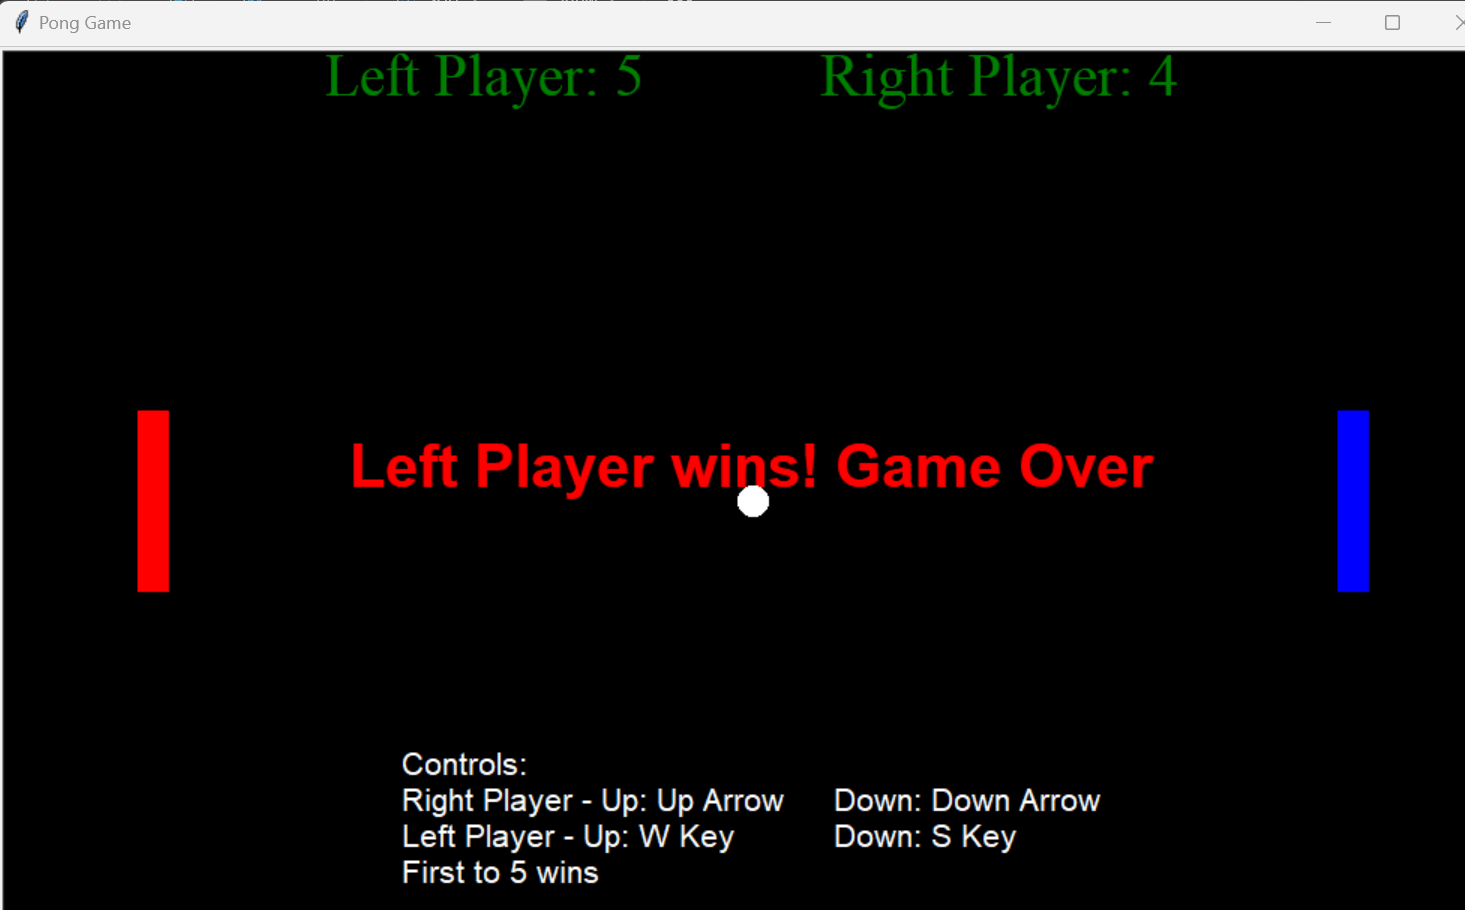 Pong Game
Left Player: 5 Right Player: 4
Left Player wins! Game Over
Controls:
Right Player - Up: Up Arrow Down: Down Arrow
Left Player - Up: W Key Down: S Key
First to 5 wins